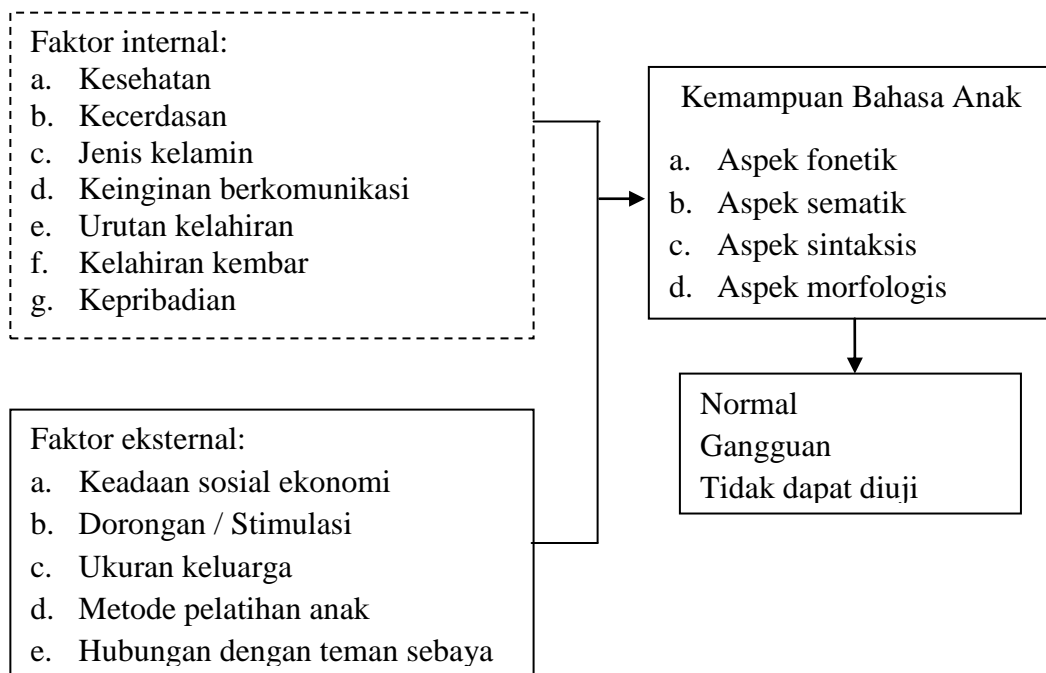 Faktor internal:
a. Kesehatan
b. Kecerdasan
c. Jenis kelamin
d. Keinginan berkomunikasi
e. Urutan kelahiran
f. Kelahiran kembar
g. Kepribadian
Kemampuan Bahasa Anak
a. Aspek fonetik
b. Aspek sematik
c. Aspek sintaksis
d. Aspek morfologis
Normal
Gangguan
Tidak dapat diuji
Faktor eksternal:
a. Keadaan sosial ekonomi
b. Dorongan / Stimulasi
c. Ukuran keluarga
d. Metode pelatihan anak
e. Hubungan dengan teman sebaya